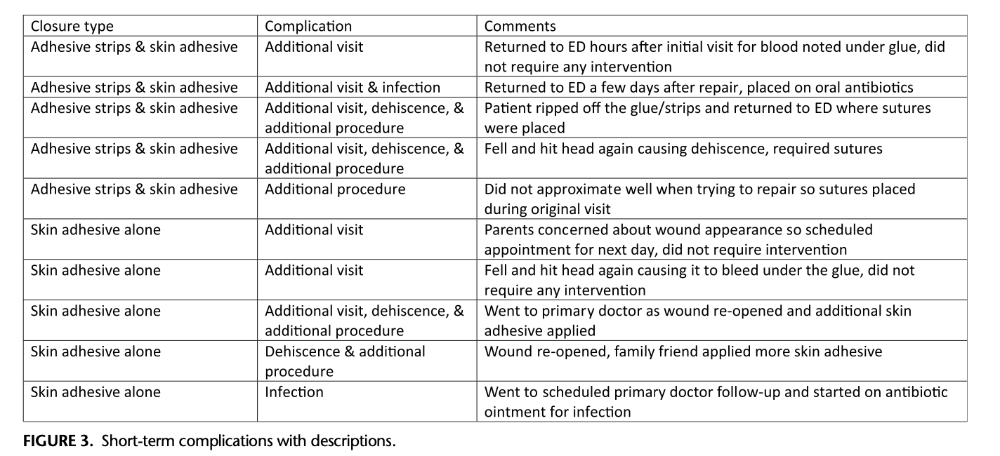 Closure type Complication Comments
Adhesive strips & skin adhesive Additional visit Returned to ED hours after initial visit for blood noted under glue, did
not require any intervention
Adhesive strips & skin adhesive Additional visit & infection Returned to ED a few days after repair, placed on oral antibiotics
Adhesive strips & skin adhesive Additional visit, dehiscence, & Patient ripped off the glue/strips and returned to ED where sutures
additional procedure were placed
Adhesive strips & skin adhesive Additional visit, dehiscence, & Fell and hit head again causing dehiscence, required sutures
additional procedure
Adhesive strips & skin adhesive Additional procedure Did not approximate well when trying to repair so sutures placed
during original visit
Skin adhesive alone Additional visit Parents concerned about wound appearance so scheduled
appointment for next day, did not require intervention
Skin adhesive alone Additional visit Fell and hit head again causing it to bleed under the glue, did not
require any intervention
Skin adhesive alone Additional visit, dehiscence, & Went to primary doctor as wound re-opened and additional skin
additional procedure adhesive applied
Skin adhesive alone Dehiscence & additional Wound re-opened, family friend applied more skin adhesive
procedure
Skin adhesive alone Infection Went to scheduled primary doctor follow-up and started on antibiotic
ointment for infection
FIGURE 3. Short-term complications with descriptions.